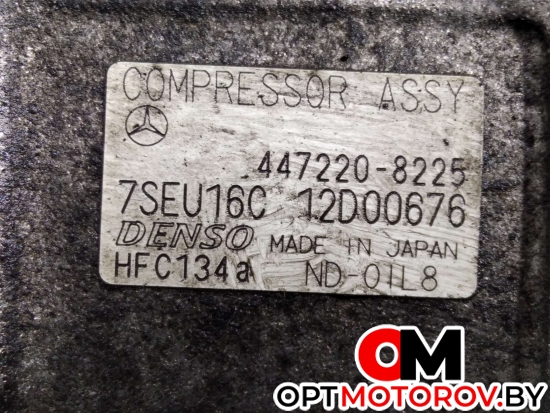 COMPRESSOR ASSY
447220-8225
7SEU16C 12D00676
DENSO MADE IN JAPAN
HFC134a ND-OIL8
OM
OPTMOTOROV.BY